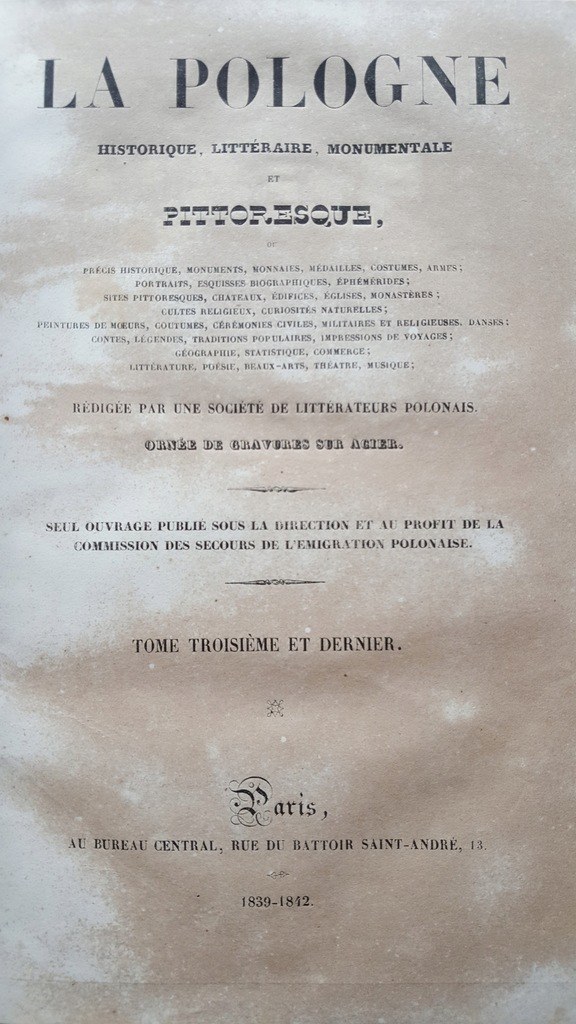 LA POLOGNE
HISTORIQUE, LITTÉRAIRE, MONUMENTALE
ET
PITTORESQUE,
OU
PRÉCIS HISTORIQUE, MONUMENTS, MONNAIES, MÉDAILLES, COSTUMES, ARMES;
PORTRAITS, ESQUISSES BIOGRAPHIQUES, ÉPHÉMÉRIDES;
SITES PITTORESQUES, CHATEAUX, ÉDIFICES, ÉGLISES, MONASTÈRES;
CULTES RELIGIEUX, CURIOSITÉS NATURELLES;
PEINTURES DE MŒURS, COUTUMES, CÉRÉMONIES CIVILES, MILITAIRES ET RELIGIEUSES, DANSES;
CONTES, LÉGENDES, TRADITIONS POPULAIRES, IMPRESSIONS DE VOYAGES;
GÉOGRAPHIE, STATISTIQUE, COMMERCE;
LITTÉRATURE, POÉSIE, BEAUX-ARTS, THÉATRE, MUSIQUE;
RÉDIGÉE PAR UNE SOCIÉTÉ DE LITTÉRATEURS POLONAIS.
ORNÉE DE GRAVURES SUR ACIER.
SEUL OUVRAGE PUBLIÉ SOUS LA DIRECTION ET AU PROFIT DE LA
COMMISSION DES SECOURS DE L'EMIGRATION POLONAISE.
TOME TROISIÈME ET DERNIER.
Paris,
AU BUREAU CENTRAL, RUE DU BATTOIR SAINT-ANDRÉ, 13.
1839-1842.